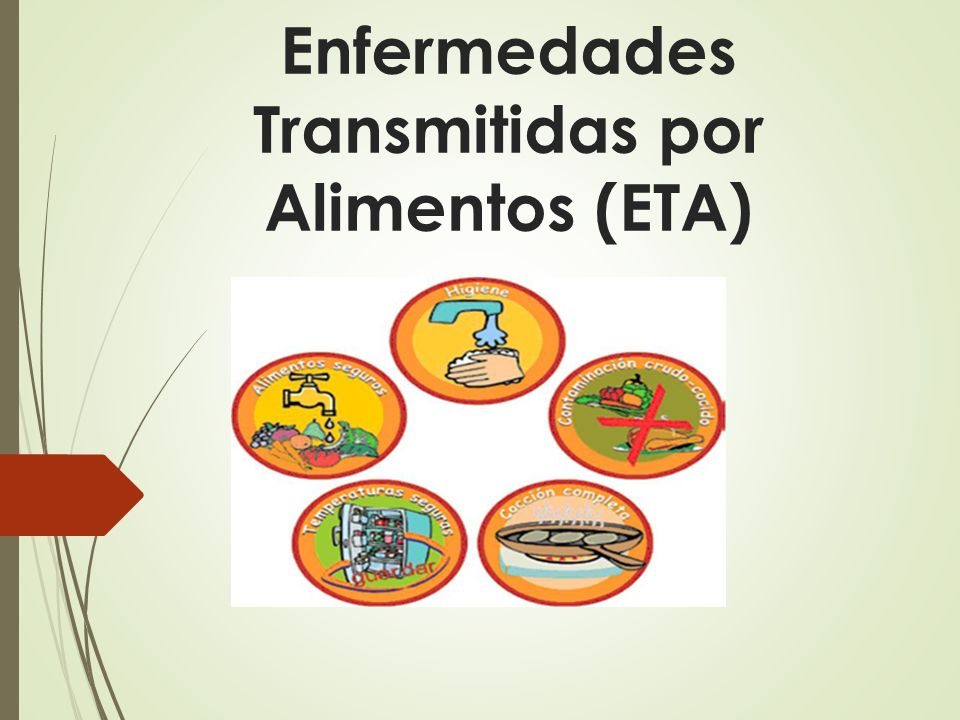 Enfermedades
Transmitidas por
Alimentos (ETA)
Higiene
Alimentos seguros
Contaminación crudo-cocido
Temperaturas seguras
guardar
Cocción completa